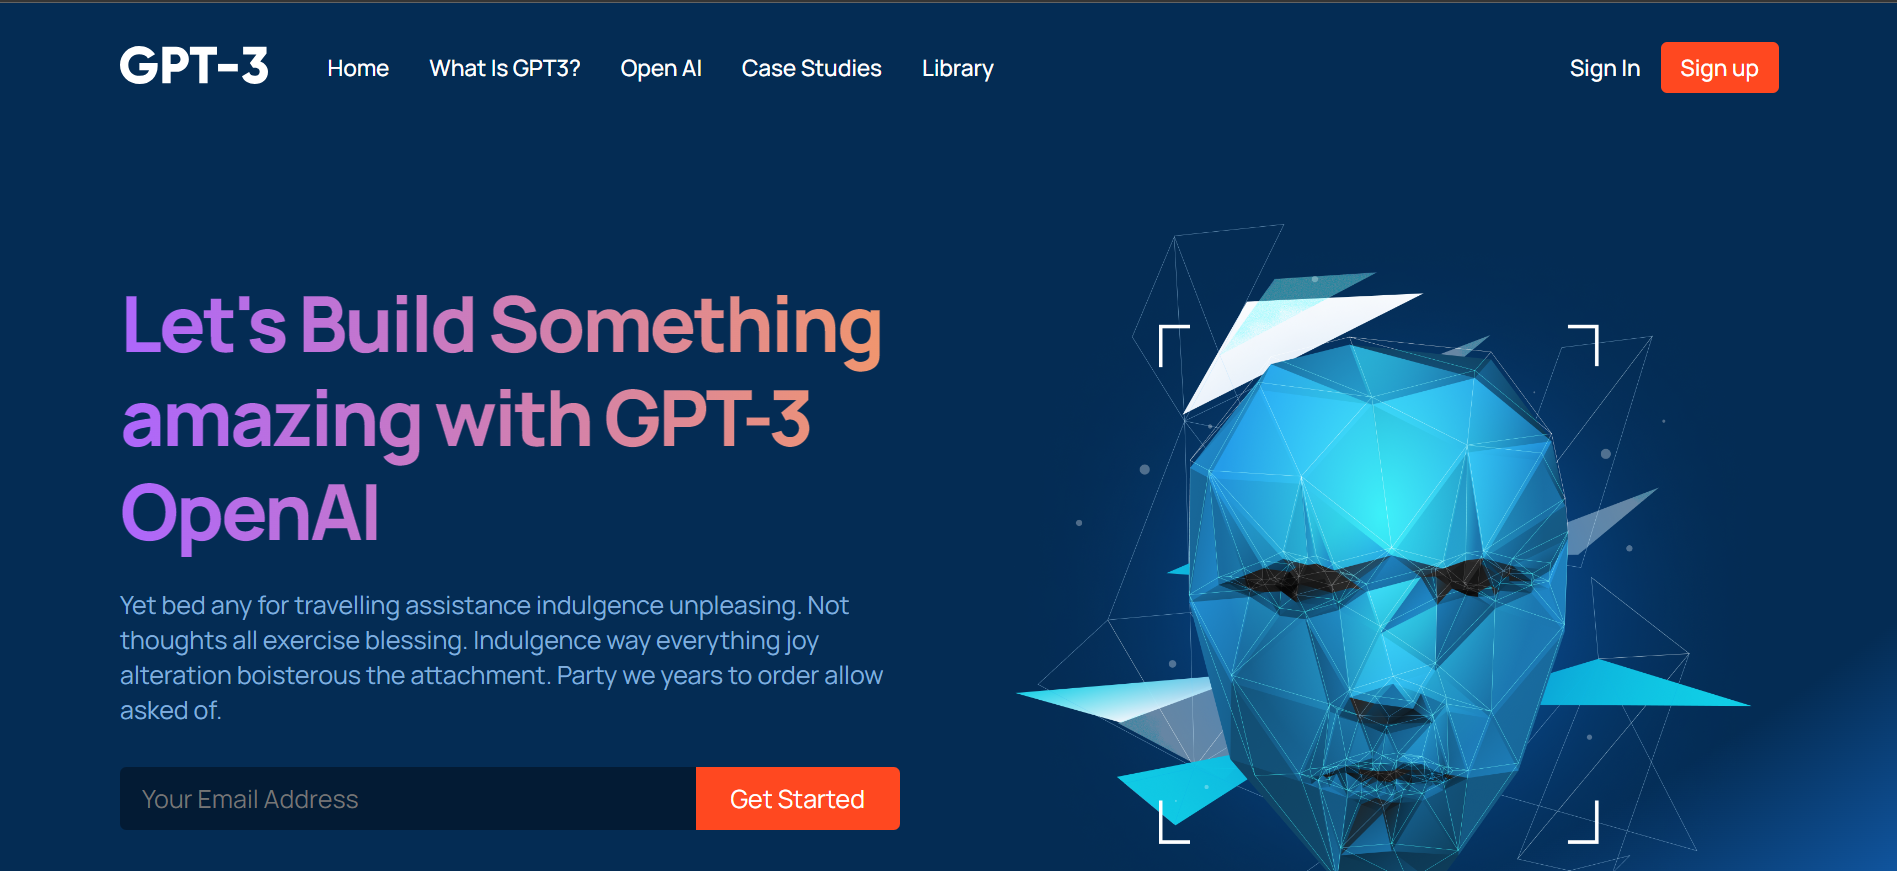 GPT-3
Home
What Is GPT3?
Open AI
Case Studies
Library
Sign In
Sign up
Let's Build Something
amazing with GPT-3
OpenAI
Yet bed any for travelling assistance indulgence unpleasing. Not
thoughts all exercise blessing. Indulgence way everything joy
alteration boisterous the attachment. Party we years to order allow
asked of.
Your Email Address
Get Started